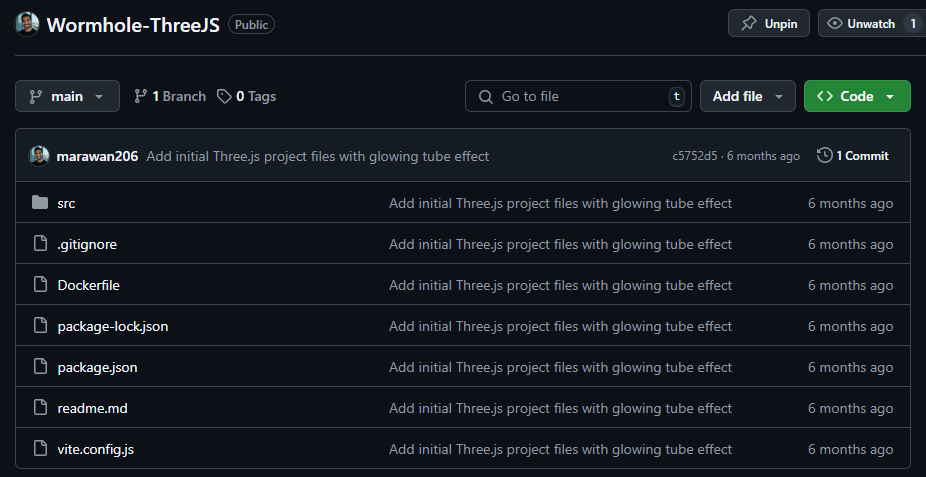 Wormhole-ThreeJS Public Unpin Unwatch 1
main 1 Branch 0 Tags Go to file t Add file Code
marawan206 Add initial Three.js project files with glowing tube effect c5752d5 · 6 months ago 1 Commit
src Add initial Three.js project files with glowing tube effect 6 months ago
.gitignore Add initial Three.js project files with glowing tube effect 6 months ago
Dockerfile Add initial Three.js project files with glowing tube effect 6 months ago
package-lock.json Add initial Three.js project files with glowing tube effect 6 months ago
package.json Add initial Three.js project files with glowing tube effect 6 months ago
readme.md Add initial Three.js project files with glowing tube effect 6 months ago
vite.config.js Add initial Three.js project files with glowing tube effect 6 months ago